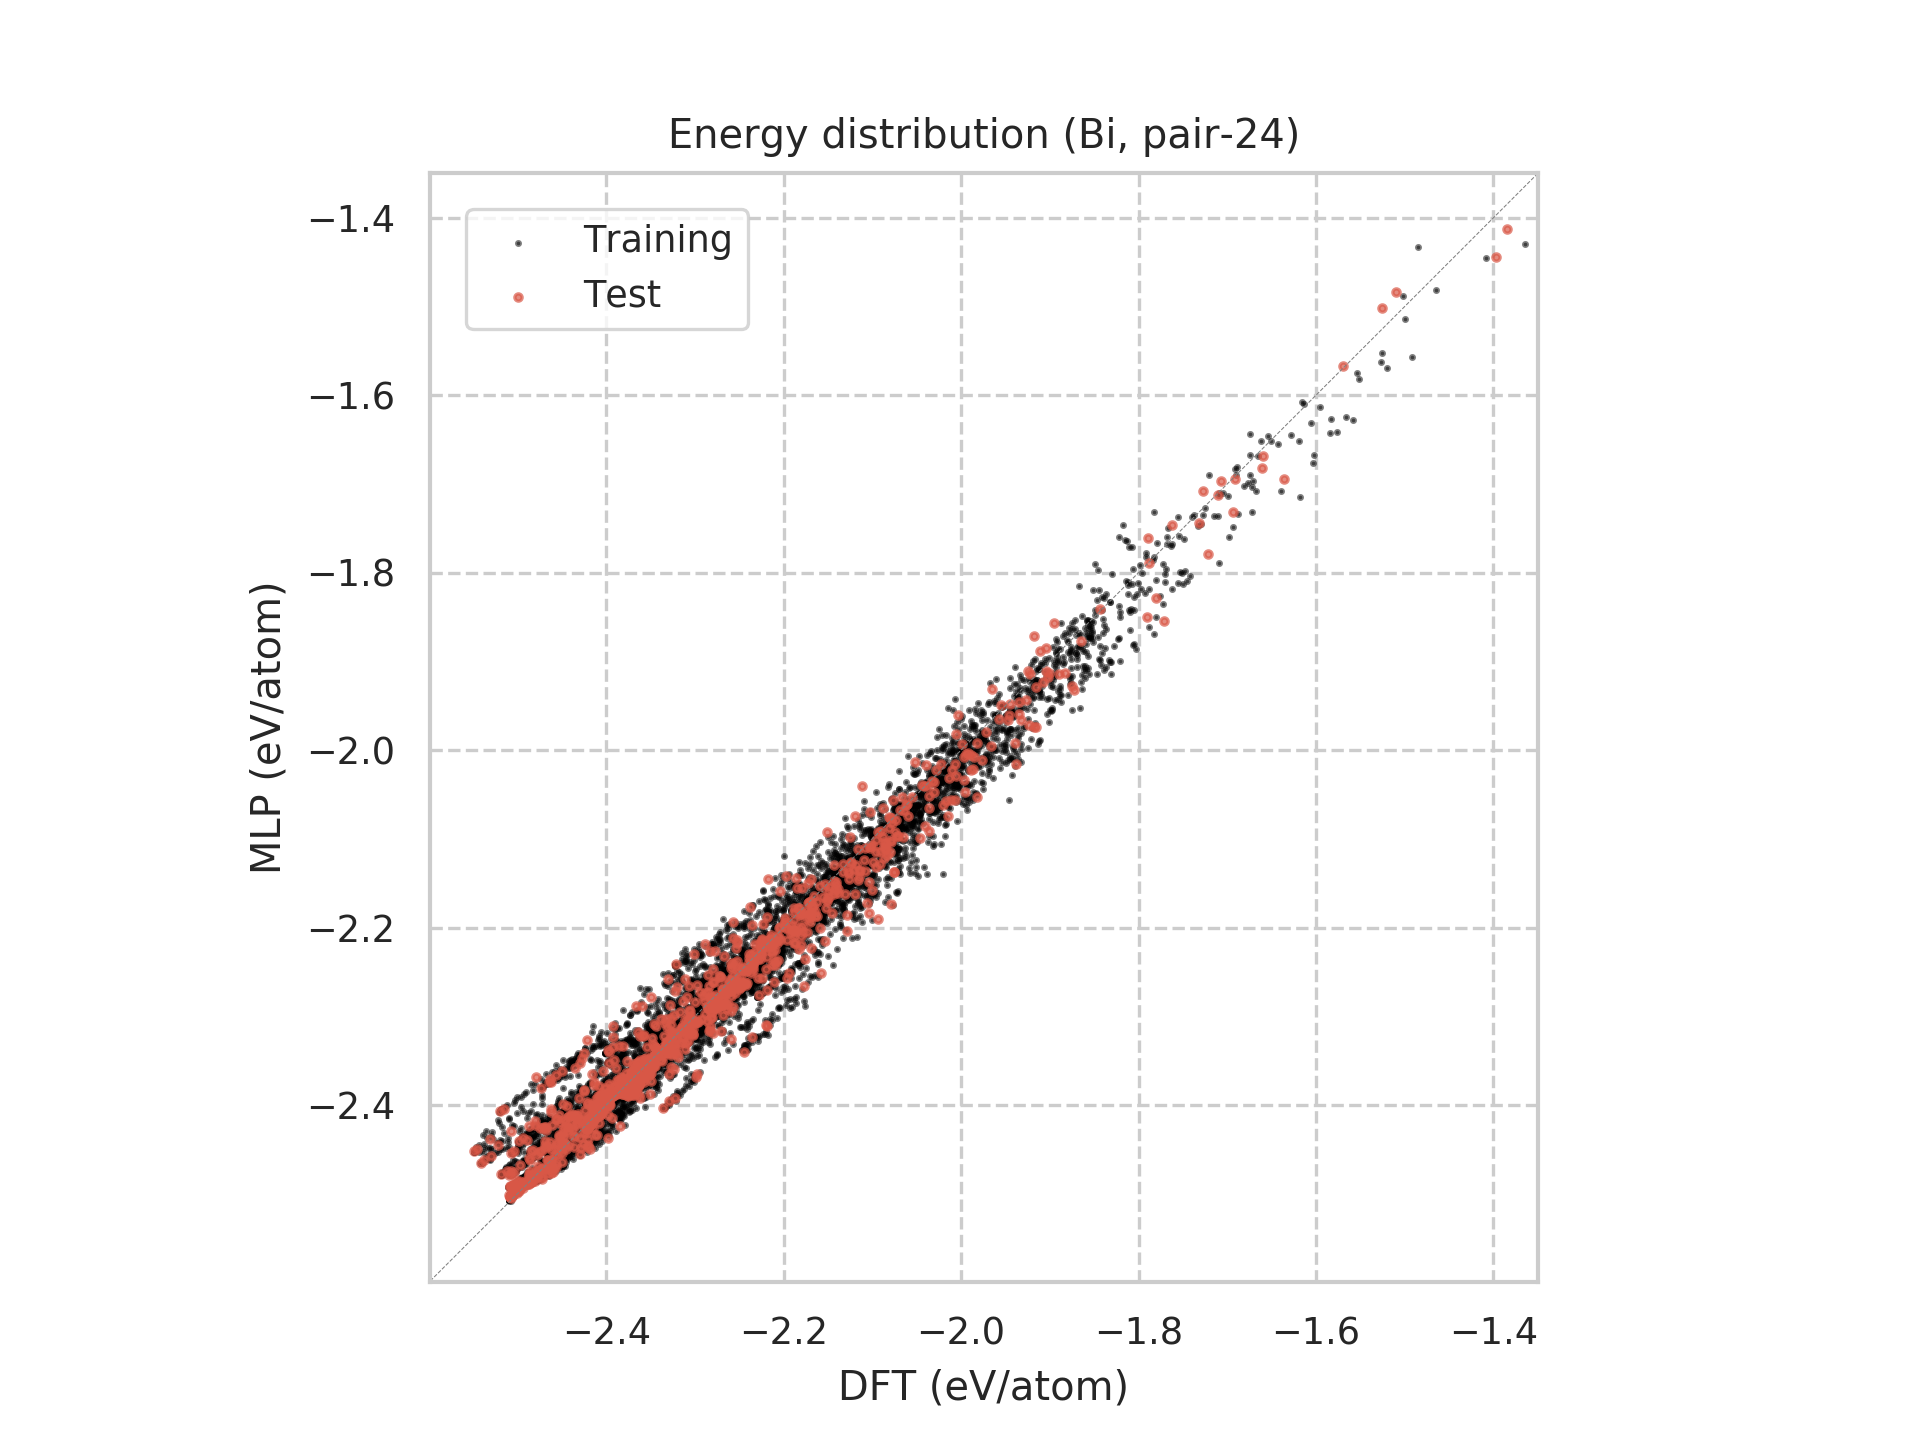 Energy distribution (Bi, pair-24)
Training
Test
−1.4
−1.6
−1.8
−2.0
−2.2
−2.4
MLP (eV/atom)
−2.4 −2.2 −2.0 −1.8 −1.6 −1.4
DFT (eV/atom)